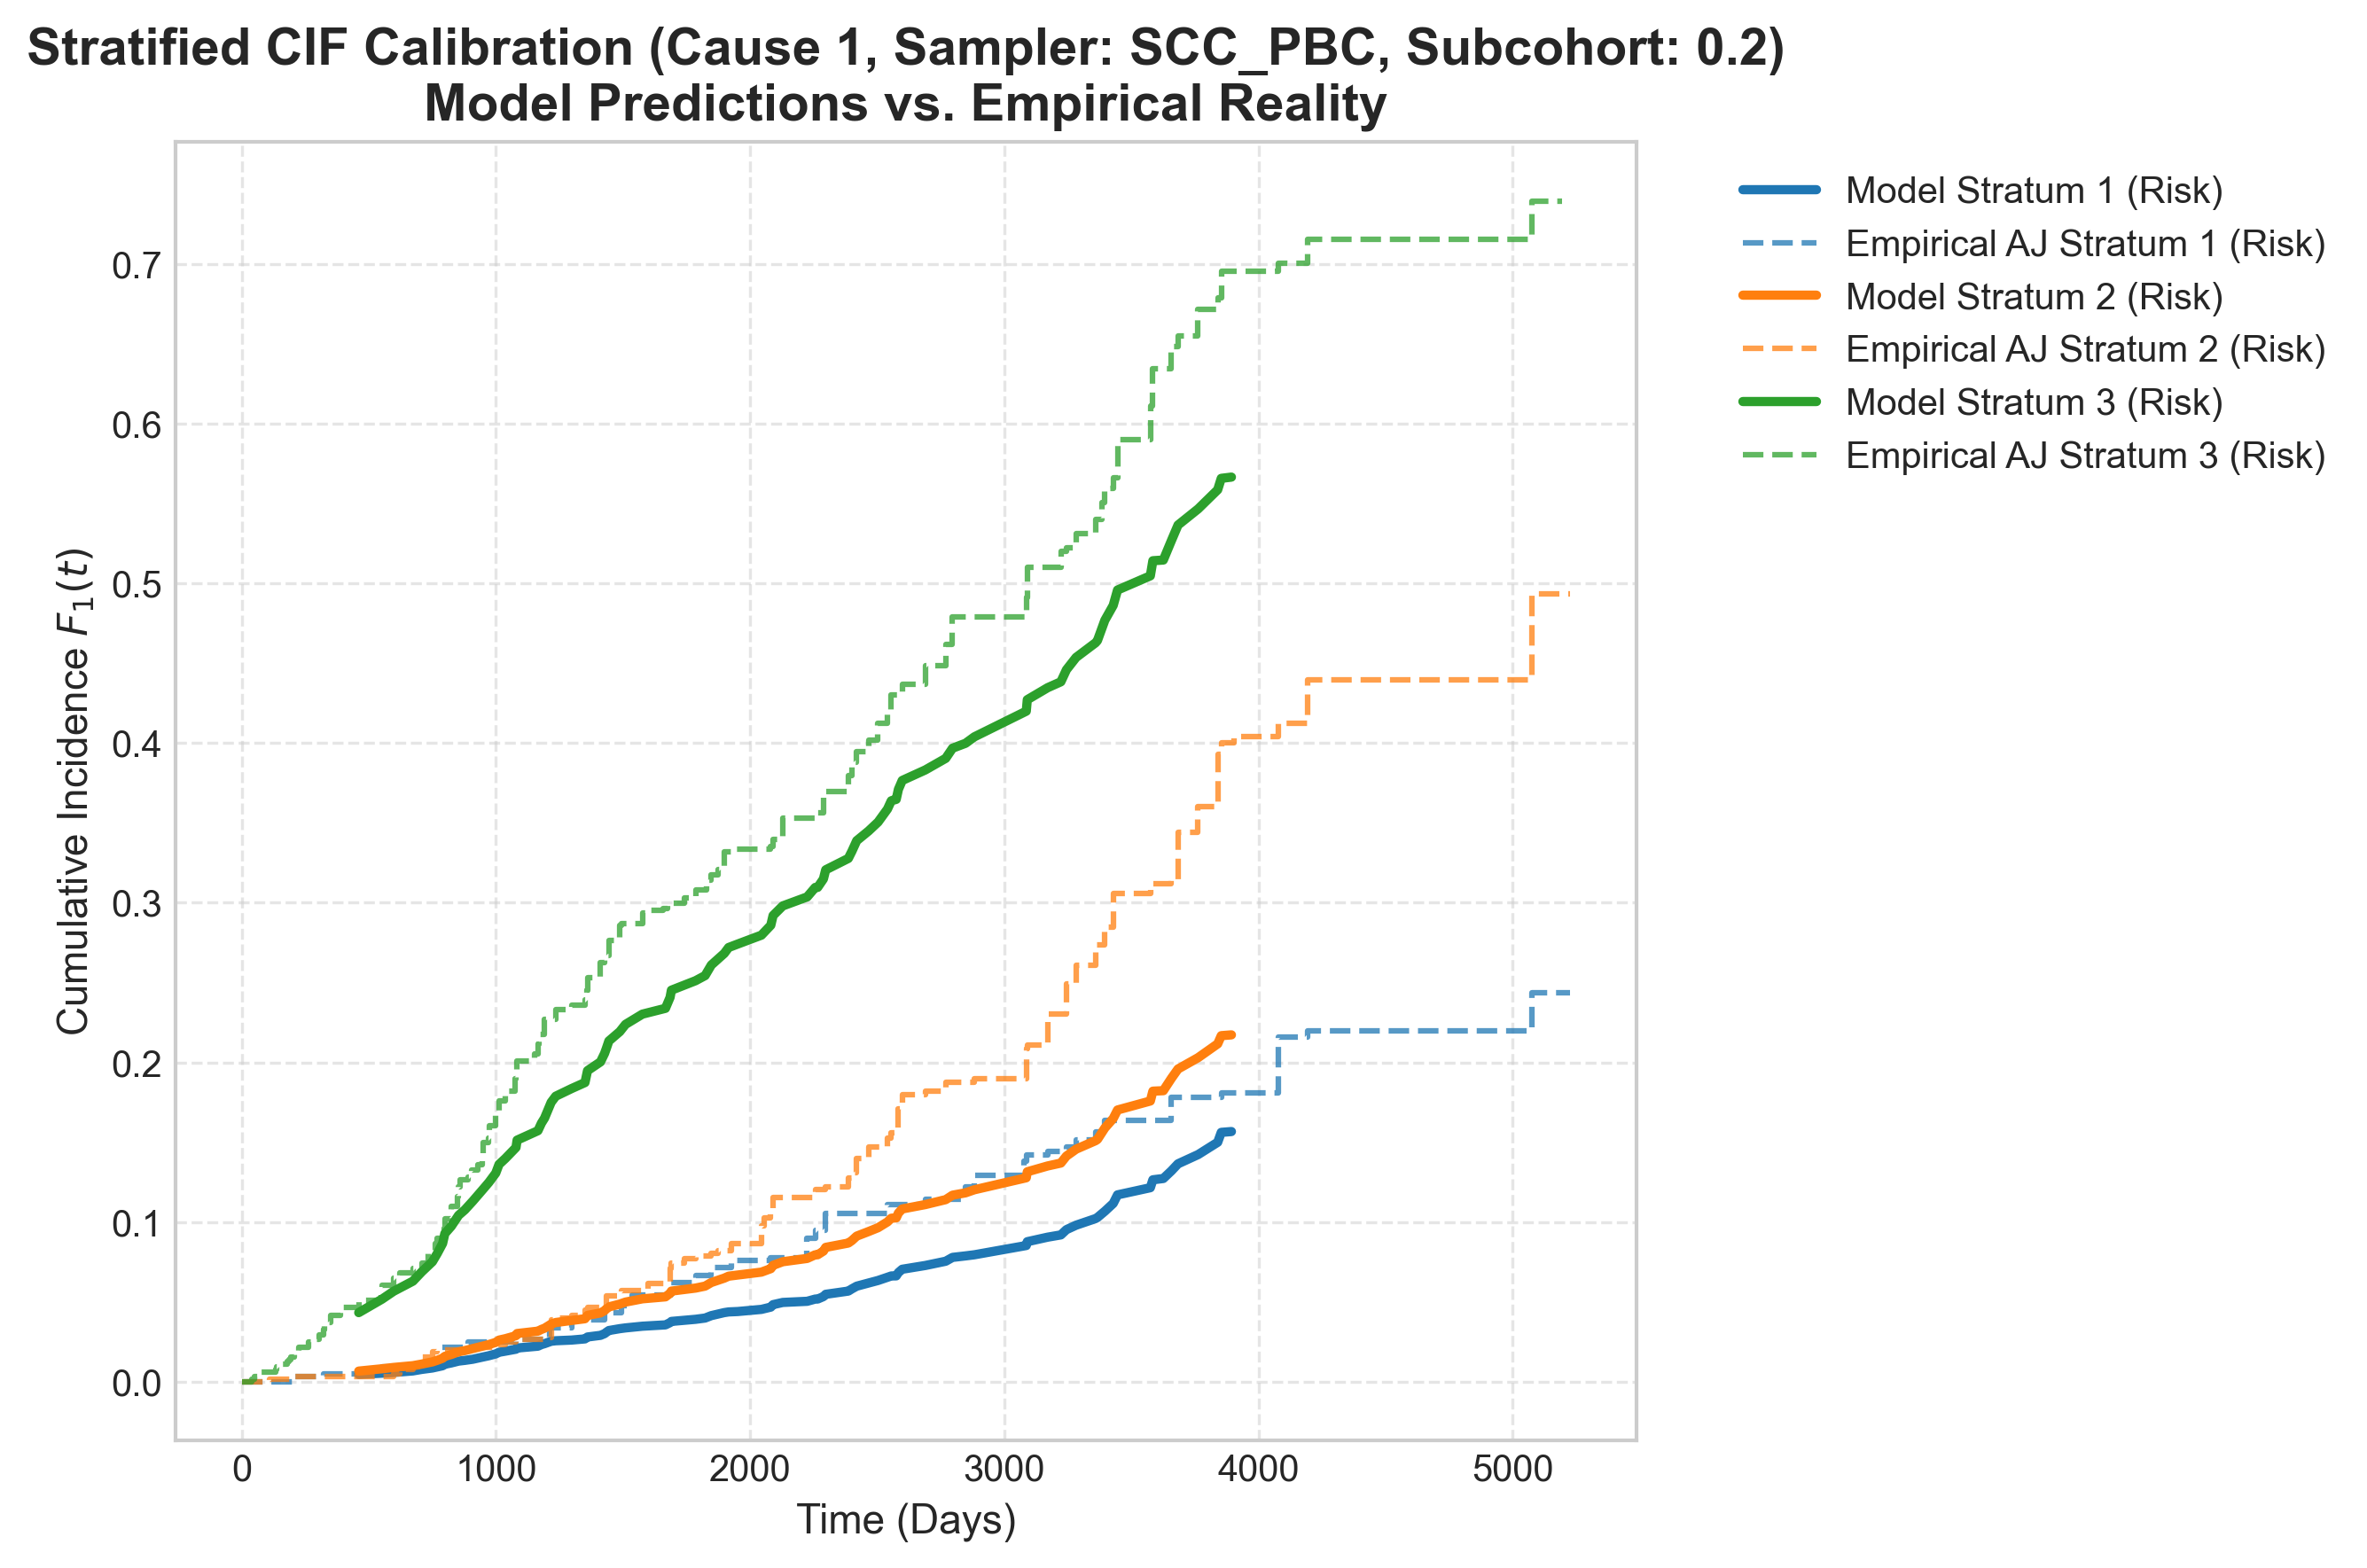 Stratified CIF Calibration (Cause 1, Sampler: SCC_PBC, Subcohort: 0.2)
Model Predictions vs. Empirical Reality
Cumulative Incidence F₁(t)
0.7
0.6
0.5
0.4
0.3
0.2
0.1
0.0
0 1000 2000 3000 4000 5000
Time (Days)
Model Stratum 1 (Risk)
Empirical AJ Stratum 1 (Risk)
Model Stratum 2 (Risk)
Empirical AJ Stratum 2 (Risk)
Model Stratum 3 (Risk)
Empirical AJ Stratum 3 (Risk)